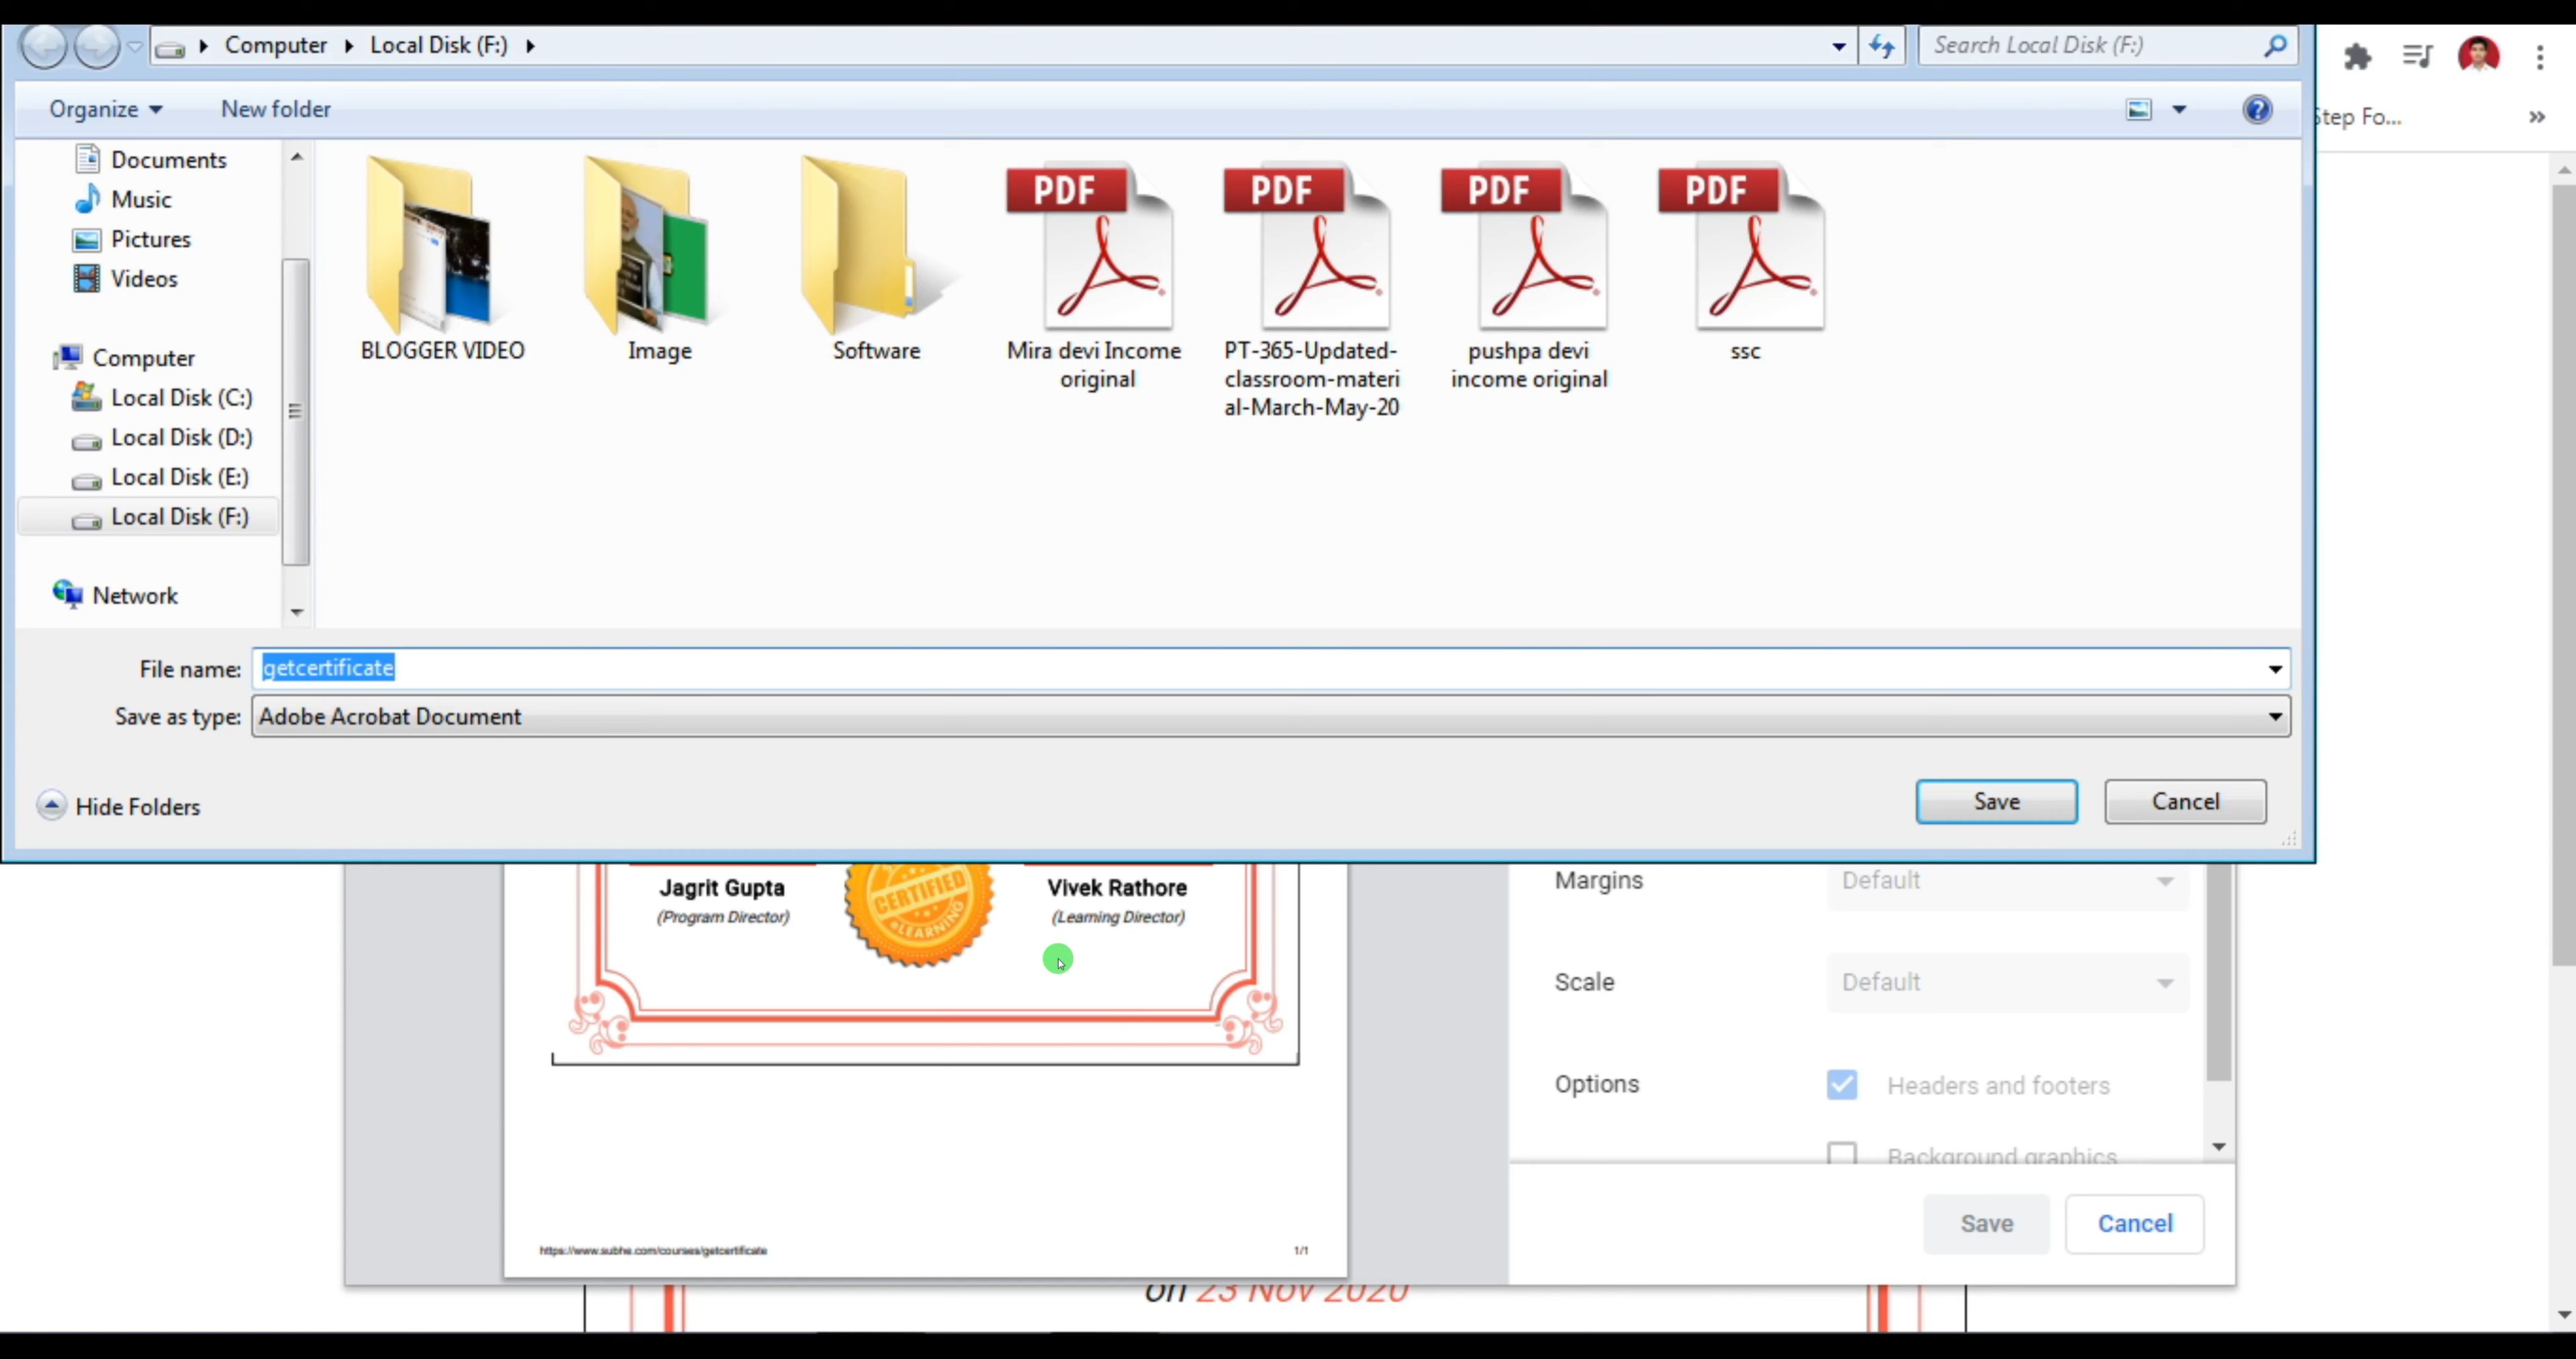 Computer Local Disk (F:)
Search Local Disk (F:)
Organize New folder
Step Fo...
Documents
Music
Pictures
Videos
Computer
Local Disk (C:)
Local Disk (D:)
Local Disk (E:)
Local Disk (F:)
Network
BLOGGER VIDEO
Image
Software
PDF
Mira devi Income
original
PDF
PT-365-Updated-
classroom-materi
al-March-May-20
PDF
pushpa devi
income original
PDF
ssc
File name: getcertificate
Save as type: Adobe Acrobat Document
Hide Folders
Save Cancel
Jagrit Gupta
(Program Director)
CERTIFIED
eLEARNING
Vivek Rathore
(Learning Director)
Margins Default
Scale Default
Options Headers and footers
Background graphics
Save Cancel
https://www.subhe.com/courses/getcertificate 1/1
on 23 Nov 2020